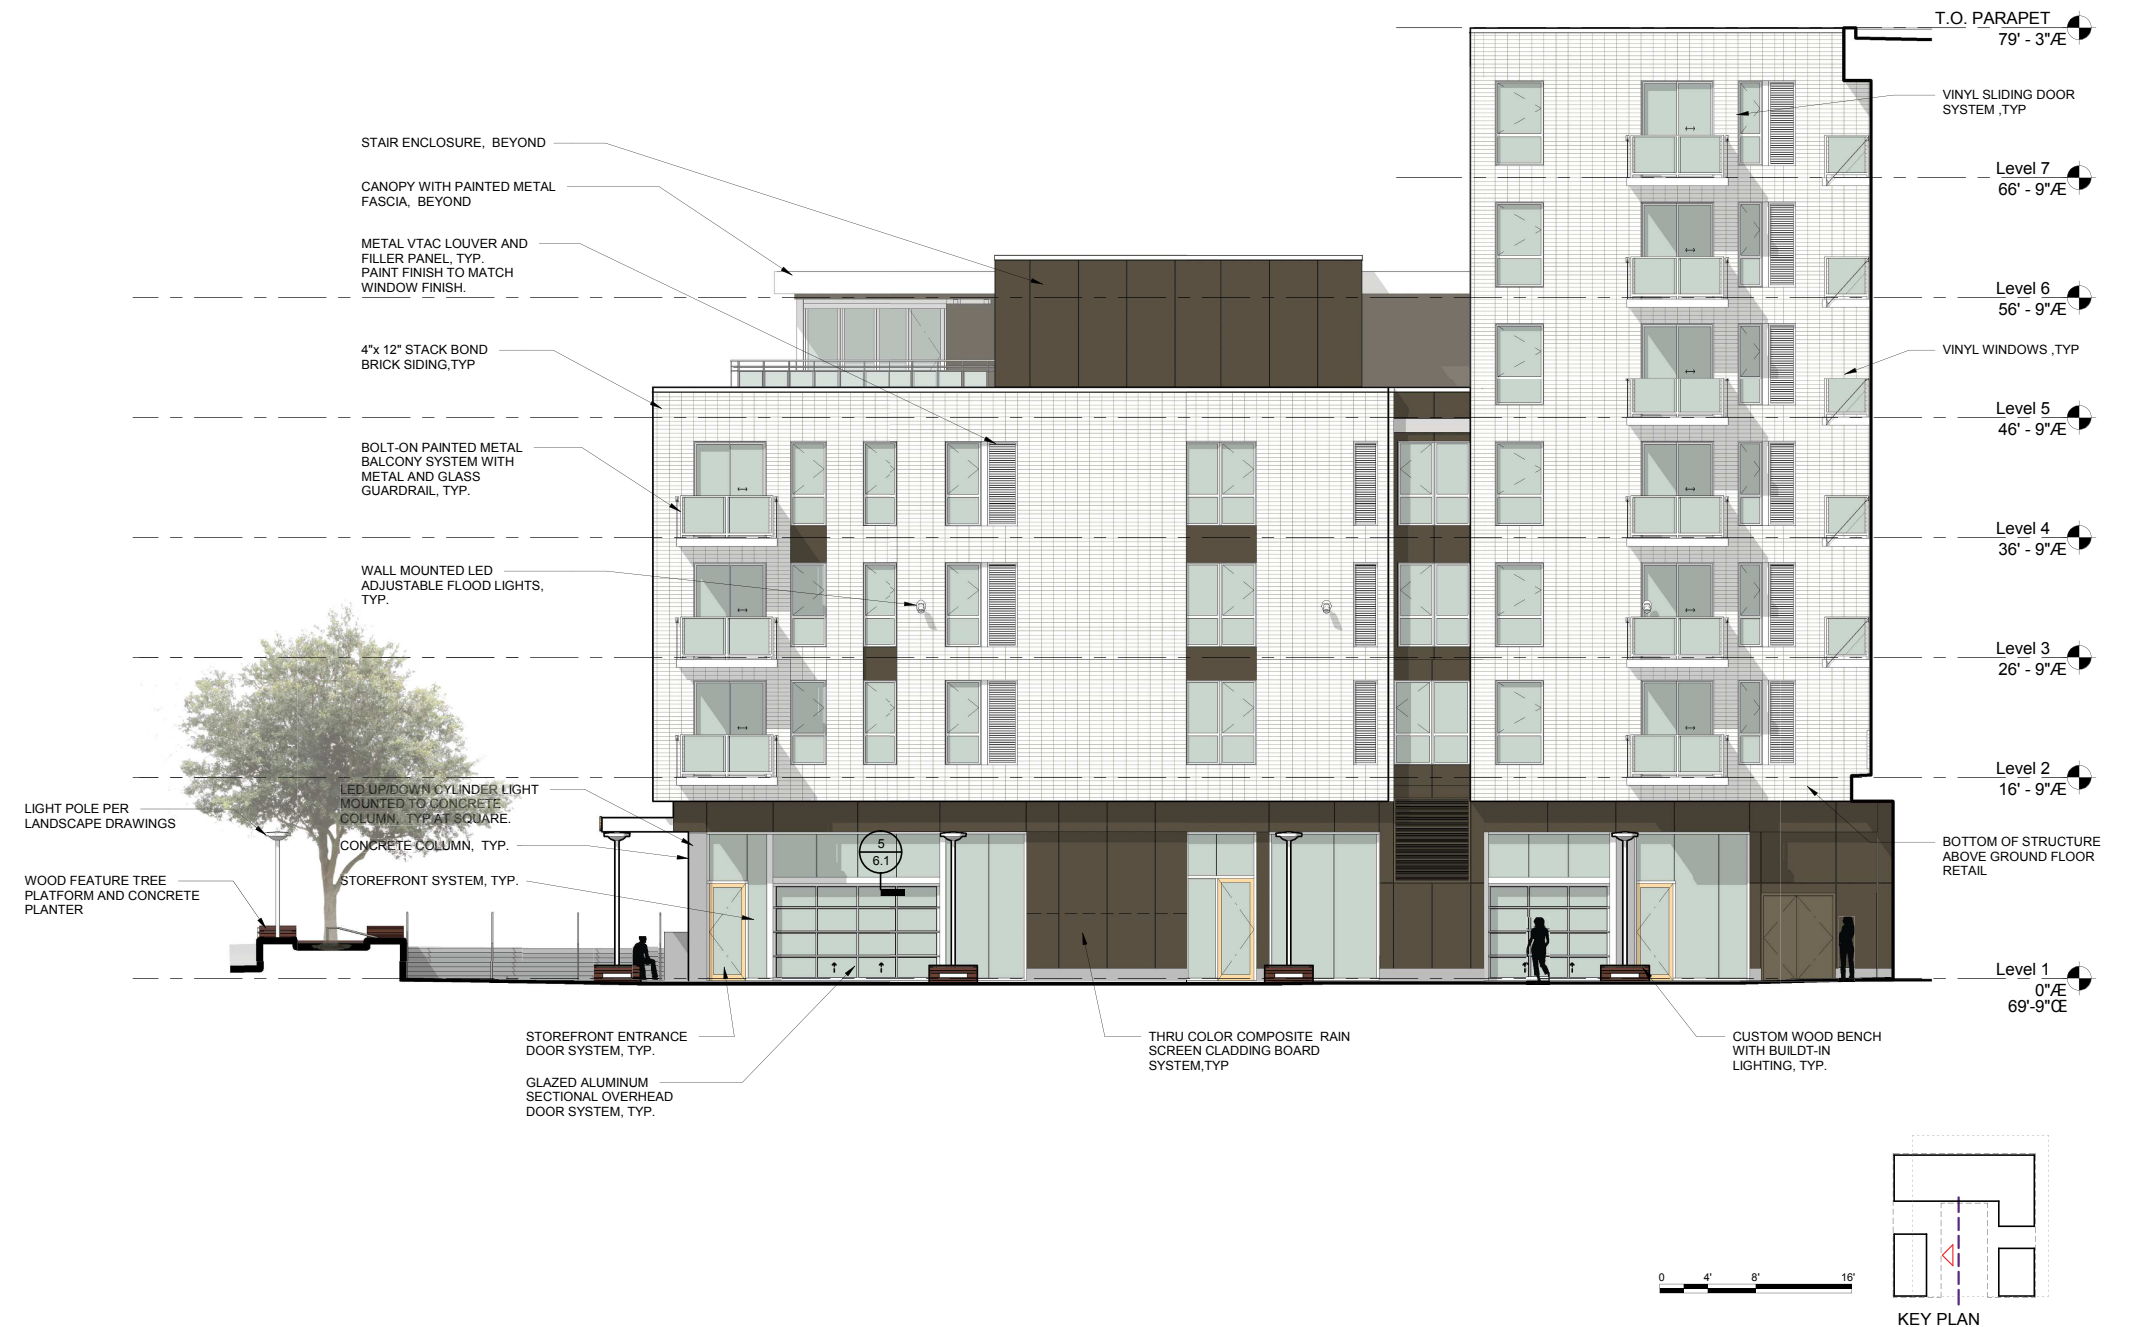 T.O. PARAPET
79' - 3"Æ
VINYL SLIDING DOOR
SYSTEM ,TYP
STAIR ENCLOSURE, BEYOND
Level 7
66' - 9"Æ
CANOPY WITH PAINTED METAL
FASCIA, BEYOND
METAL VTAC LOUVER AND
FILLER PANEL, TYP.
PAINT FINISH TO MATCH
WINDOW FINISH.
Level 6
56' - 9"Æ
4"x 12" STACK BOND
BRICK SIDING,TYP
VINYL WINDOWS ,TYP
Level 5
46' - 9"Æ
BOLT-ON PAINTED METAL
BALCONY SYSTEM WITH
METAL AND GLASS
GUARDRAIL, TYP.
Level 4
36' - 9"Æ
WALL MOUNTED LED
ADJUSTABLE FLOOD LIGHTS,
TYP.
Level 3
26' - 9"Æ
Level 2
16' - 9"Æ
LED UP/DOWN CYLINDER LIGHT
MOUNTED TO CONCRETE
COLUMN, TYP AT SQUARE.
LIGHT POLE PER
LANDSCAPE DRAWINGS
CONCRETE COLUMN, TYP.
5
6.1
BOTTOM OF STRUCTURE
ABOVE GROUND FLOOR
RETAIL
STOREFRONT SYSTEM, TYP.
WOOD FEATURE TREE
PLATFORM AND CONCRETE
PLANTER
Level 1
0"Æ
69'-9"Œ
STOREFRONT ENTRANCE
DOOR SYSTEM, TYP.
THRU COLOR COMPOSITE RAIN
SCREEN CLADDING BOARD
SYSTEM,TYP
CUSTOM WOOD BENCH
WITH BUILDT-IN
LIGHTING, TYP.
GLAZED ALUMINUM
SECTIONAL OVERHEAD
DOOR SYSTEM, TYP.
0 4' 8' 16'
KEY PLAN